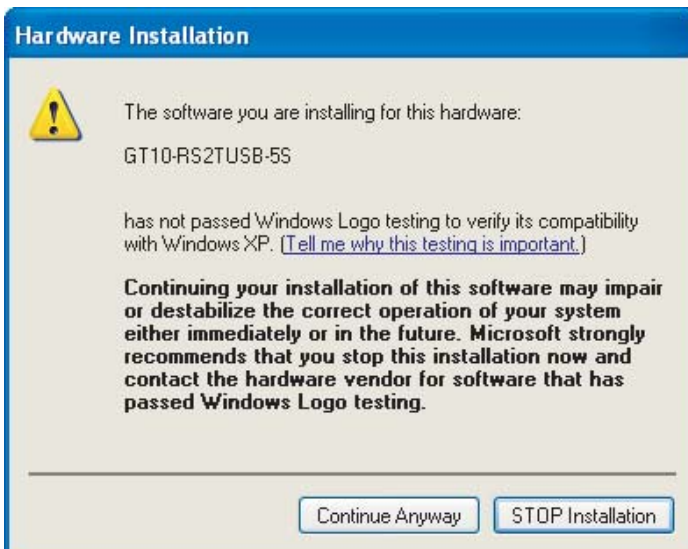 Hardware Installation
The software you are installing for this hardware:
GT10-RS2TUSB-5S
has not passed Windows Logo testing to verify its compatibility
with Windows XP. (Tell me why this testing is important.)
Continuing your installation of this software may impair
or destabilize the correct operation of your system
either immediately or in the future. Microsoft strongly
recommends that you stop this installation now and
contact the hardware vendor for software that has
passed Windows Logo testing.
Continue Anyway
STOP Installation